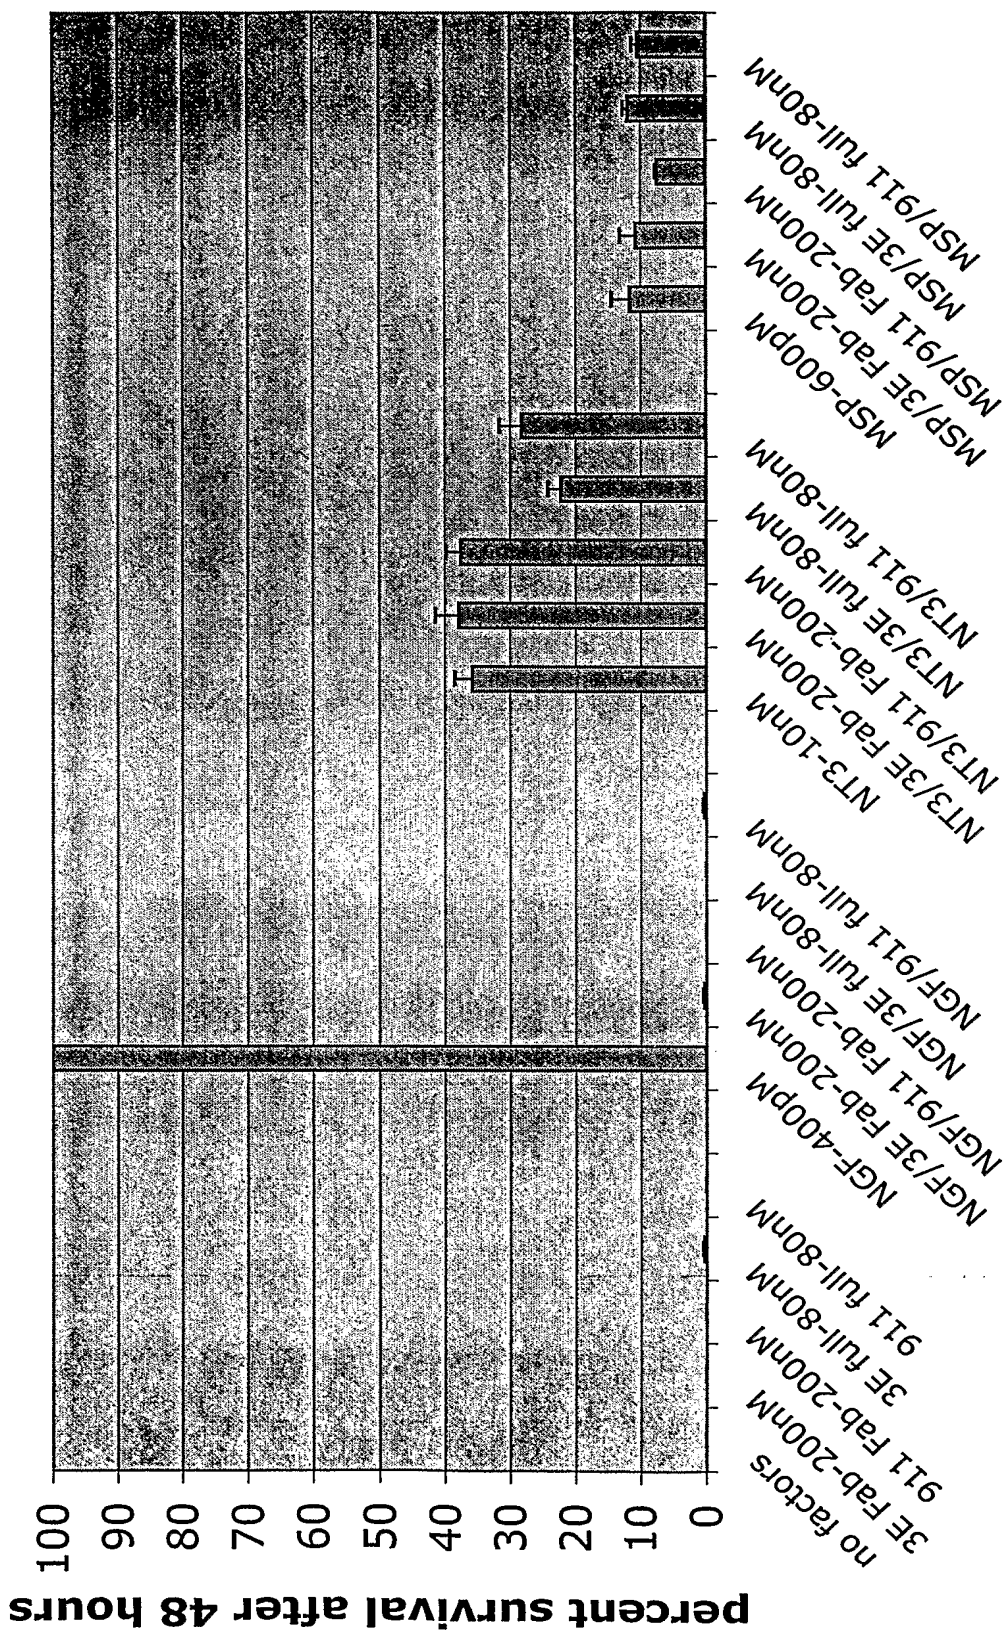 percent survival after 48 hours
100
90
80
70
60
50
40
30
20
10
0
no factors
3E Fab-200nM
911 Fab-200nM
3E full-80nM
911 full-80nM
NGF-400pM
NGF/3E Fab-200nM
NGF/911 Fab-200nM
NGF/3E full-80nM
NGF/911 full-80nM
NT3-10nM
NT3/3E Fab-200nM
NT3/911 Fab-200nM
NT3/3E full-80nM
NT3/911 full-80nM
MSP-600pM
MSP/3E Fab-200nM
MSP/911 Fab-200nM
MSP/3E full-80nM
MSP/911 full-80nM